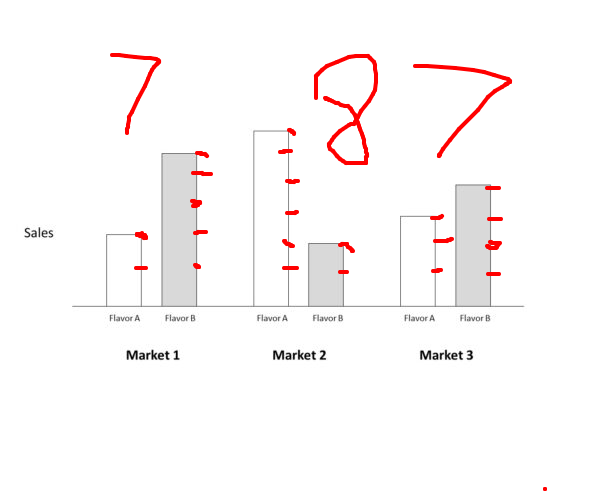 7 8 7
Sales
Flavor A Flavor B Flavor A Flavor B Flavor A Flavor B
Market 1 Market 2 Market 3